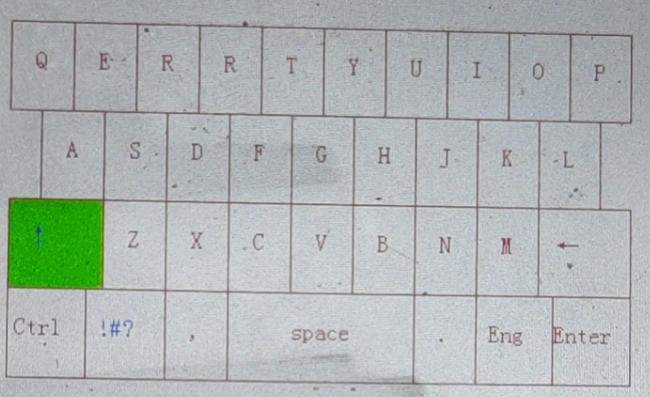 Q E R R T Y U I O P
A S D F G H J K L
↑ Z X C V B N M ←
Ctrl !#? , space . Eng Enter